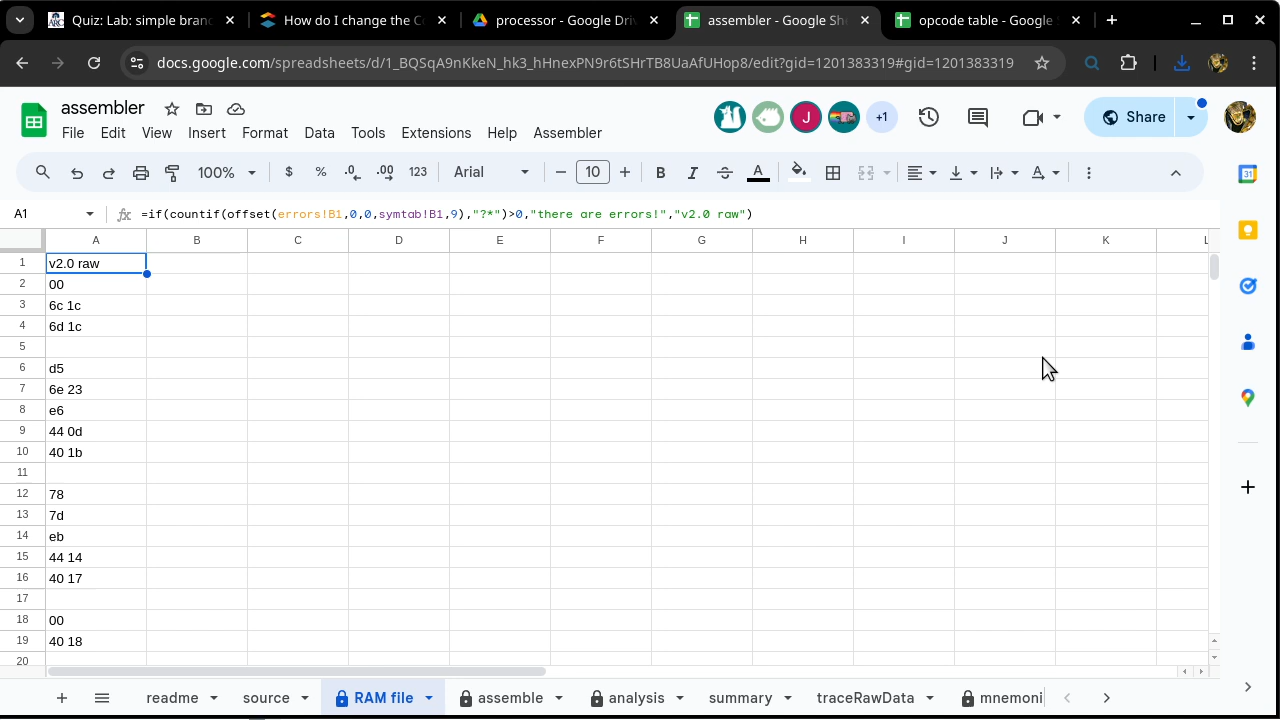 Quiz: Lab: simple bran
How do I change the C
processor - Google Dri
assembler - Google She
opcode table - Google S
docs.google.com/spreadsheets/d/1_BQSqA9nKkeN_hk3_hHnexPN9r6tSHrTB8UaAfUHop8/edit?gid=1201383319#gid=1201383319
assembler
J
+1
Share
File Edit View Insert Format Data Tools Extensions Help Assembler
100% $ % .0 .00 123 Arial 10 B I S A
A1 fx =if(countif(offset(errors!B1,0,0,symtab!B1,9),"?*")>0,"there are errors!","v2.0 raw")
A B C D E F G H I J K L
1 v2.0 raw
2 00
3 6c 1c
4 6d 1c
5
6 d5
7 6e 23
8 e6
9 44 0d
10 40 1b
11
12 78
13 7d
14 eb
15 44 14
16 40 17
17
18 00
19 40 18
20
readme source RAM file assemble analysis summary traceRawData mnemoni
31